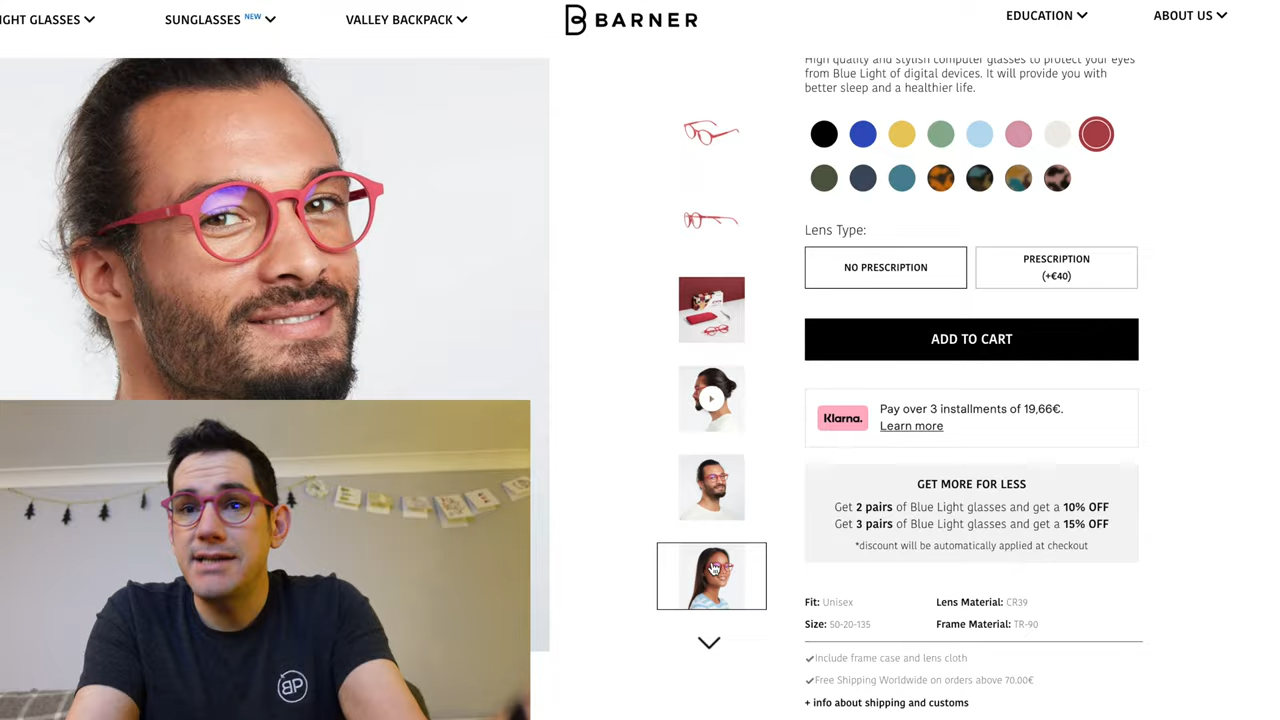 IGHT GLASSES
SUNGLASSES NEW
VALLEY BACKPACK
BARNER
EDUCATION
ABOUT US
High quality and stylish computer glasses to protect your eyes
from Blue Light of digital devices. It will provide you with
better sleep and a healthier life.
Lens Type:
NO PRESCRIPTION
PRESCRIPTION
(+€40)
ADD TO CART
Klarna.
Pay over 3 installments of 19,66€.
Learn more
GET MORE FOR LESS
Get 2 pairs of Blue Light glasses and get a 10% OFF
Get 3 pairs of Blue Light glasses and get a 15% OFF
*discount will be automatically applied at checkout
Fit: Unisex
Lens Material: CR39
Size: 50-20-135
Frame Material: TR-90
Include frame case and lens cloth
Free Shipping Worldwide on orders above 70.00€
+ info about shipping and customs
BP